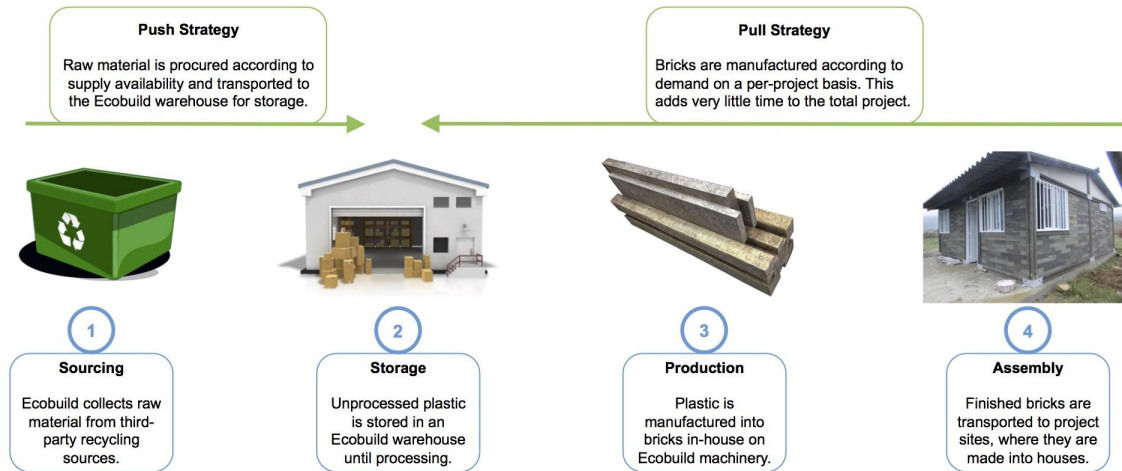 Push Strategy
Raw material is procured according to
supply availability and transported to
the Ecobuild warehouse for storage.
Pull Strategy
Bricks are manufactured according to
demand on a per-project basis. This
adds very little time to the total project.
1
Sourcing
Ecobuild collects raw
material from third-
party recycling
sources.
2
Storage
Unprocessed plastic
is stored in an
Ecobuild warehouse
until processing.
3
Production
Plastic is
manufactured into
bricks in-house on
Ecobuild machinery.
4
Assembly
Finished bricks are
transported to project
sites, where they are
made into houses.